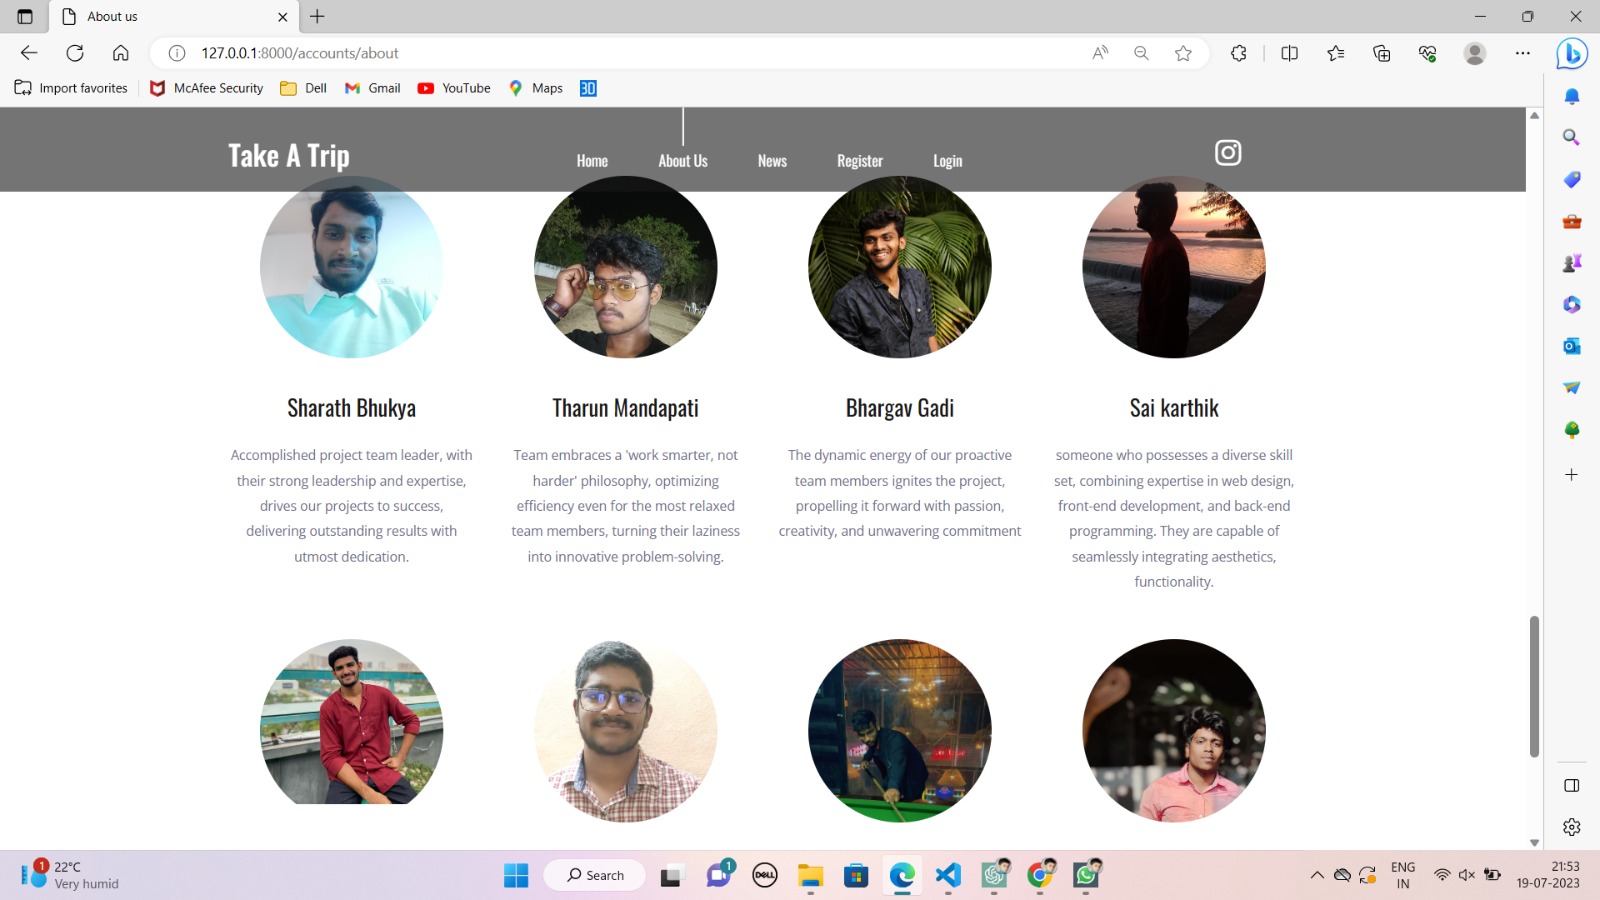 About us
127.0.0.1:8000/accounts/about
Import favorites McAfee Security Dell Gmail YouTube Maps 3D
Take A Trip Home About Us News Register Login
Sharath Bhukya
Accomplished project team leader, with
their strong leadership and expertise,
drives our projects to success,
delivering outstanding results with
utmost dedication.
Tharun Mandapati
Team embraces a 'work smarter, not
harder' philosophy, optimizing
efficiency even for the most relaxed
team members, turning their laziness
into innovative problem-solving.
Bhargav Gadi
The dynamic energy of our proactive
team members ignites the project,
propelling it forward with passion,
creativity, and unwavering commitment
Sai karthik
someone who possesses a diverse skill
set, combining expertise in web design,
front-end development, and back-end
programming. They are capable of
seamlessly integrating aesthetics,
functionality.
1
22°C
Very humid
Search
1
DELL
ENG
IN
21:53
19-07-2023